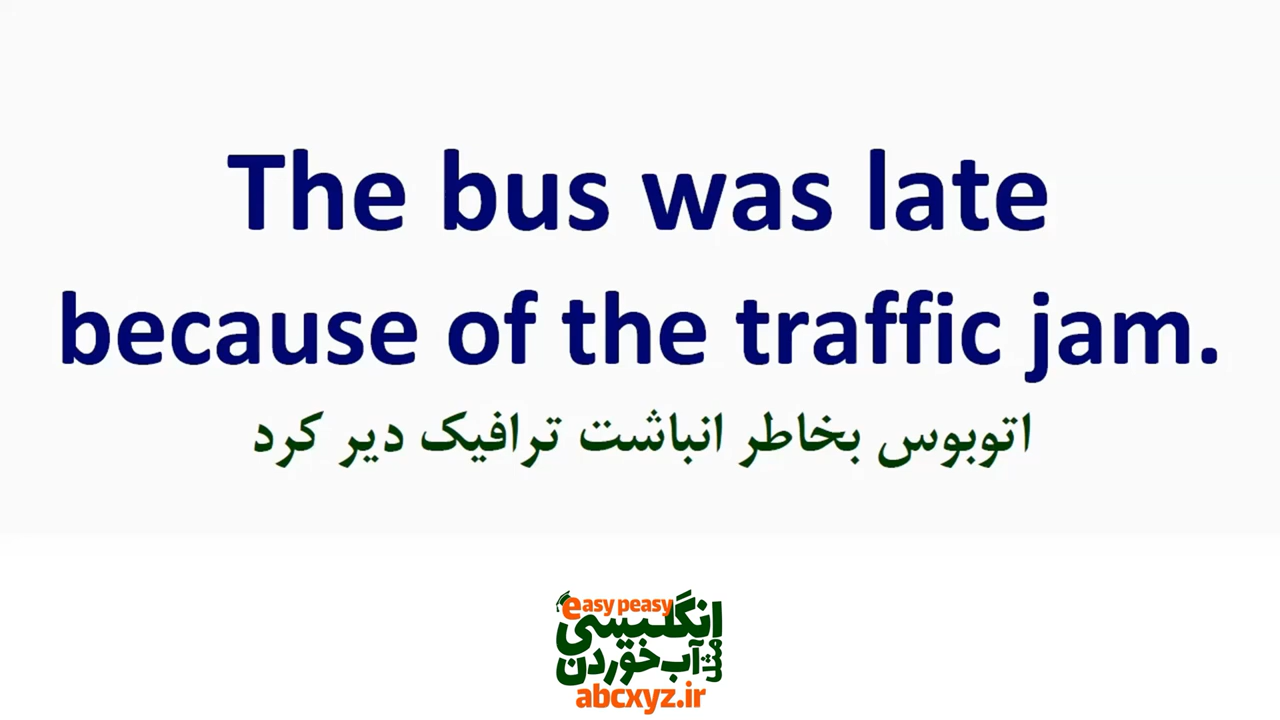 The bus was late
because of the traffic jam.
اتوبوس بخاطر انباشت ترافیک دیر کرد
easy peasy
انگلیسی
مثل آب خوردن
abcxyz.ir